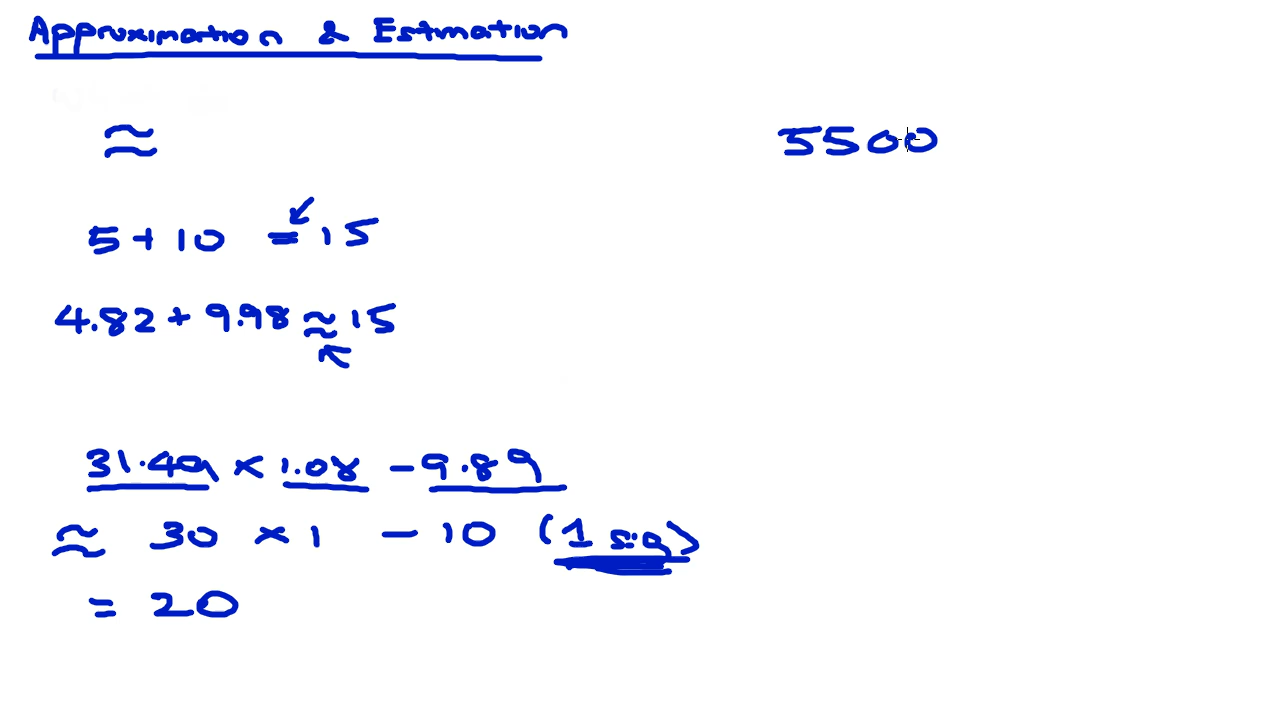 Approximation & Estimation
≈
5500
5 + 10 = 15
4.82 + 9.98 ≈ 15
31.49 × 1.08 - 9.89
≈ 30 × 1 - 10 (1 sig)
= 20